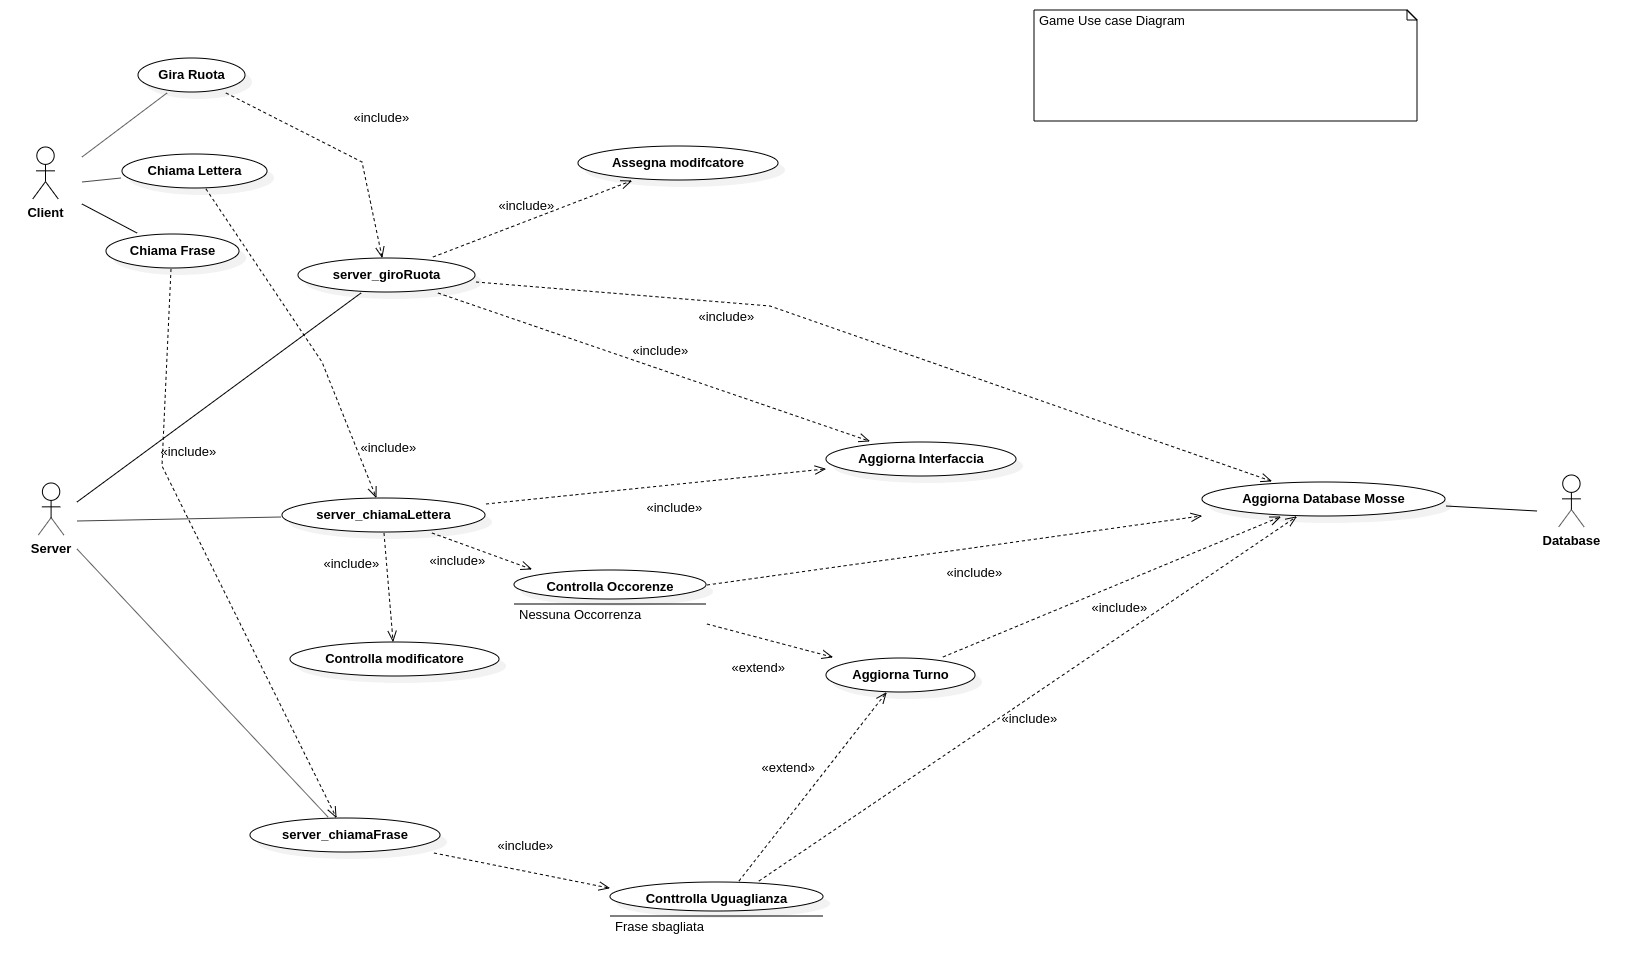 Game Use case Diagram
Gira Ruota
«include»
Chiama Lettera
Assegna modifcatore
Client
«include»
Chiama Frase
server_giroRuota
«include»
«include»
«include»
«include»
Aggiorna Interfaccia
Aggiorna Database Mosse
«include»
server_chiamaLettera
Server
Database
«include»
«include»
«include»
Controlla Occorenze
Nessuna Occorrenza
«include»
Controlla modificatore
«extend»
Aggiorna Turno
«include»
«extend»
server_chiamaFrase
«include»
Conttrolla Uguaglianza
Frase sbagliata